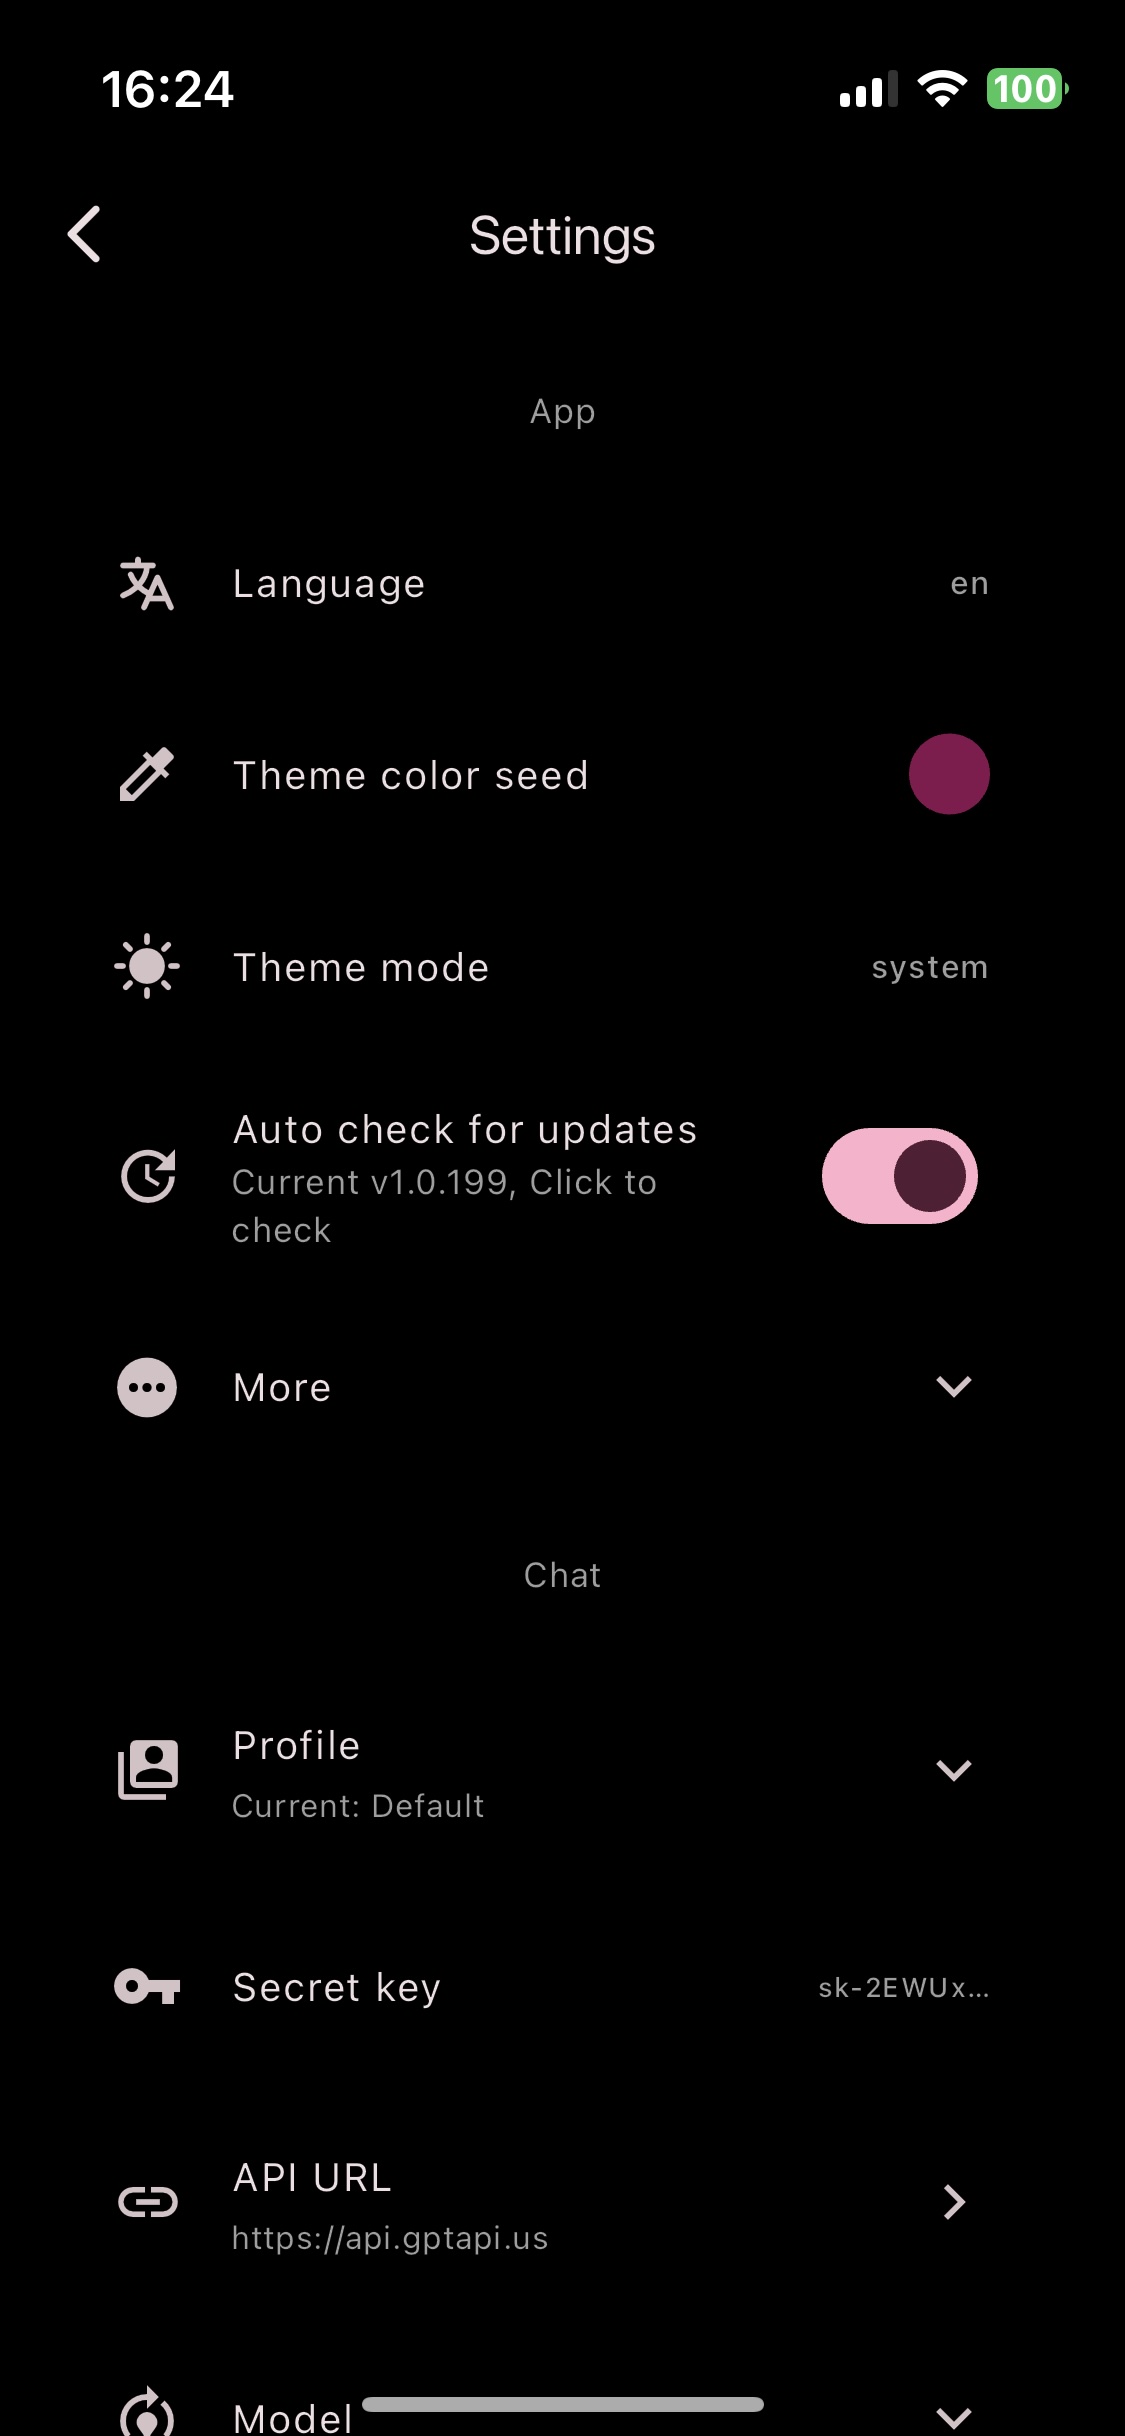 16:24
100
Settings
App
Language
en
Theme color seed
Theme mode
system
Auto check for updates
Current v1.0.199, Click to
check
More
Chat
Profile
Current: Default
Secret key
sk-2EWUx...
API URL
https://api.gptapi.us
Model